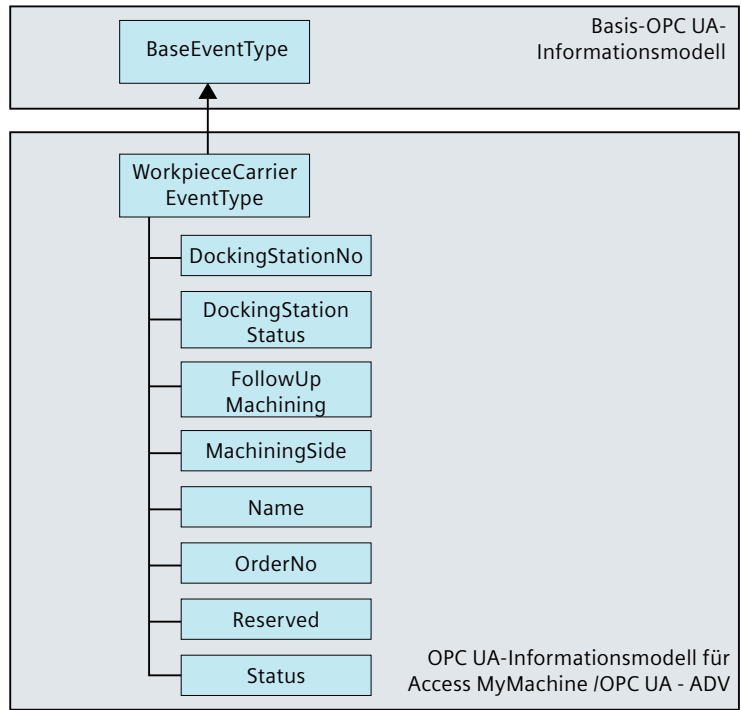 Basis-OPC UA-
Informationsmodell
BaseEventType
WorkpieceCarrier
EventType
DockingStationNo
DockingStation
Status
FollowUp
Machining
MachiningSide
Name
OrderNo
Reserved
Status
OPC UA-Informationsmodell für
Access MyMachine /OPC UA - ADV